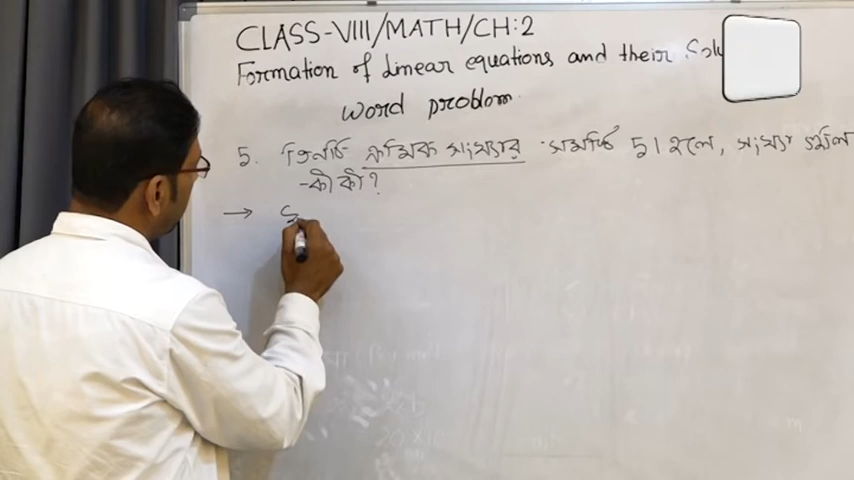 CLASS-VIII/MATH/CH:2
Formation of Linear equations and their Solu
word problem.
5. তিনটি ক্রমিক সংখ্যার সমষ্টি 51 হলে, সংখ্যা গুলি
কী কী?
→ S